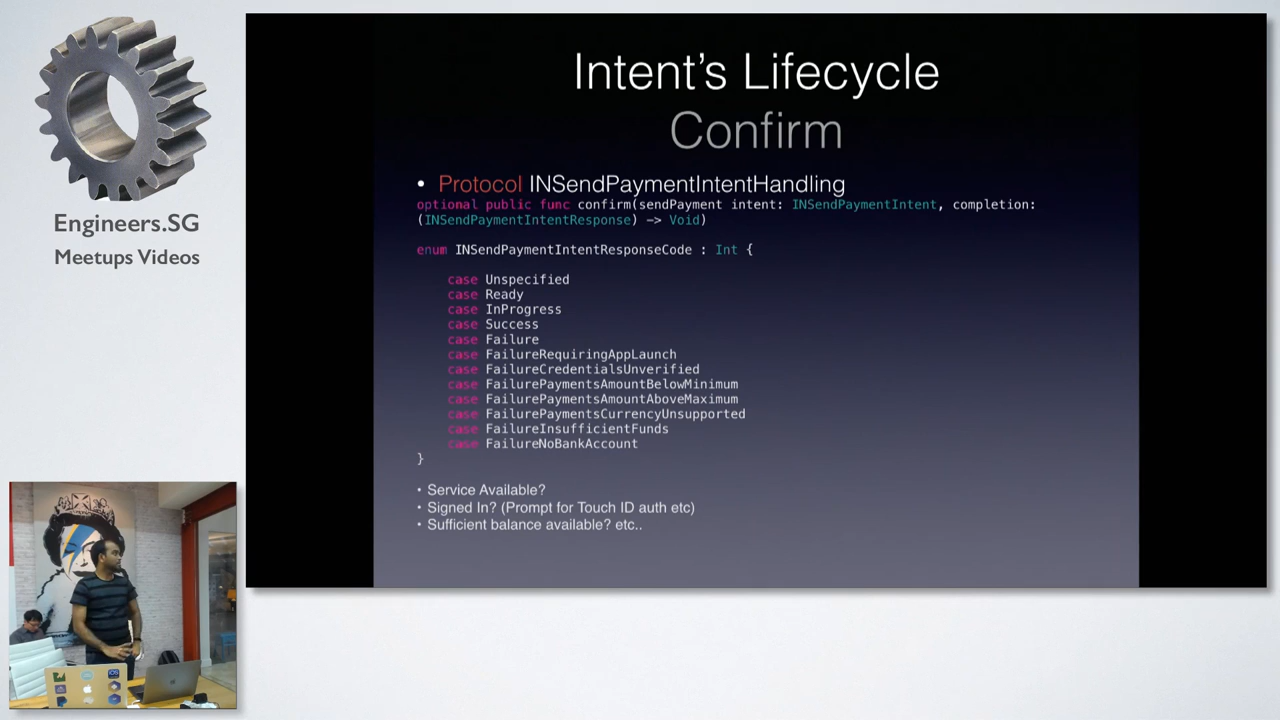 Engineers.SG
Meetups Videos
Intent's Lifecycle
Confirm
• Protocol INSendPaymentIntentHandling
optional public func confirm(sendPayment intent: INSendPaymentIntent, completion:
(INSendPaymentIntentResponse) -> Void)
enum INSendPaymentIntentResponseCode : Int {
case Unspecified
case Ready
case InProgress
case Success
case Failure
case FailureRequiringAppLaunch
case FailureCredentialsUnverified
case FailurePaymentsAmountBelowMinimum
case FailurePaymentsAmountAboveMaximum
case FailurePaymentsCurrencyUnsupported
case FailureInsufficientFunds
case FailureNoBankAccount
}
• Service Available?
• Signed In? (Prompt for Touch ID auth etc)
• Sufficient balance available? etc..